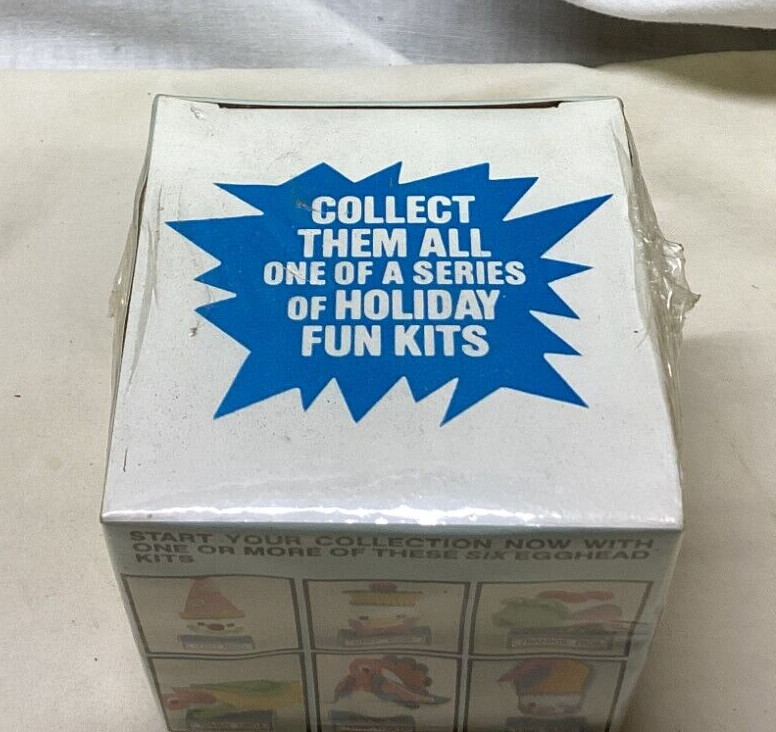 COLLECT
THEM ALL
ONE OF A SERIES
OF HOLIDAY
FUN KITS
START YOUR COLLECTION NOW WITH
ONE OR MORE OF THESE SIX EGGHEAD
KITS